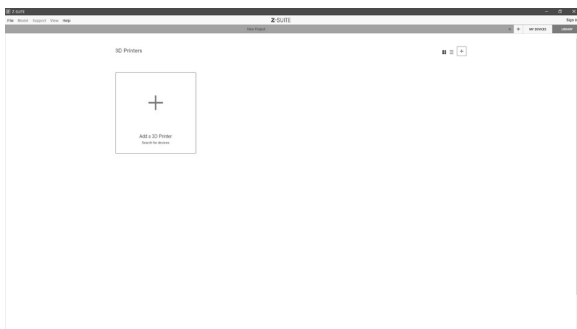 Z-SUITE
File Model Support View Help
Z-SUITE
Sign in
New Project
+ MY DEVICES
3D Printers
Add a 3D Printer
Search for devices